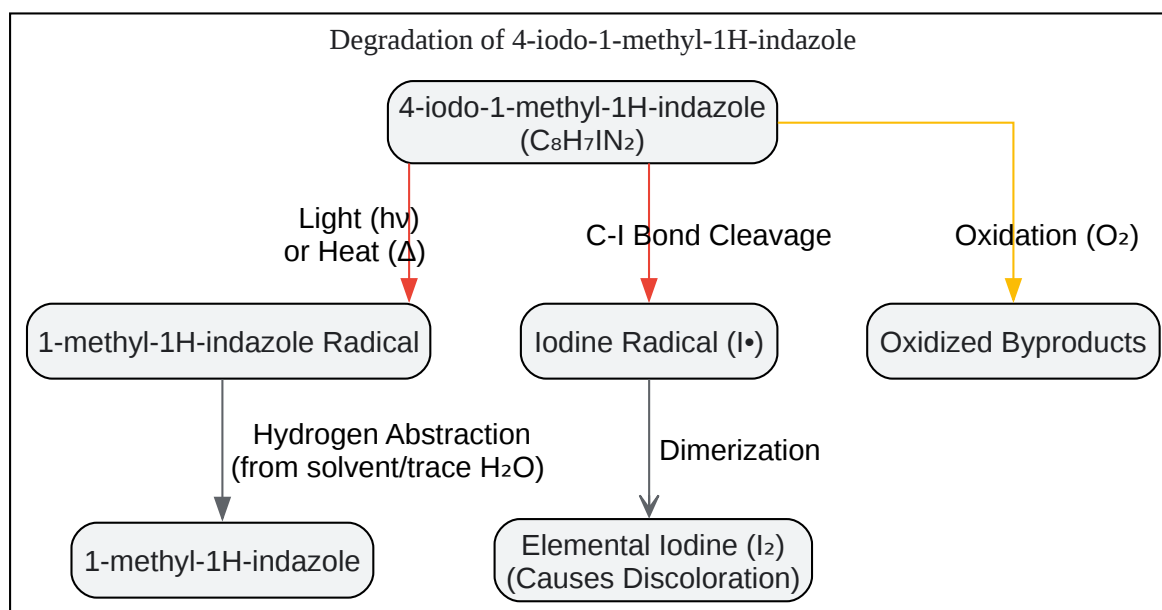 Degradation of 4-iodo-1-methyl-1H-indazole
4-iodo-1-methyl-1H-indazole
(C₈H₇IN₂)
Light (hν)
or Heat (Δ)
C-I Bond Cleavage
Oxidation (O₂)
1-methyl-1H-indazole Radical
Iodine Radical (I•)
Oxidized Byproducts
Hydrogen Abstraction
(from solvent/trace H₂O)
Dimerization
1-methyl-1H-indazole
Elemental Iodine (I₂)
(Causes Discoloration)